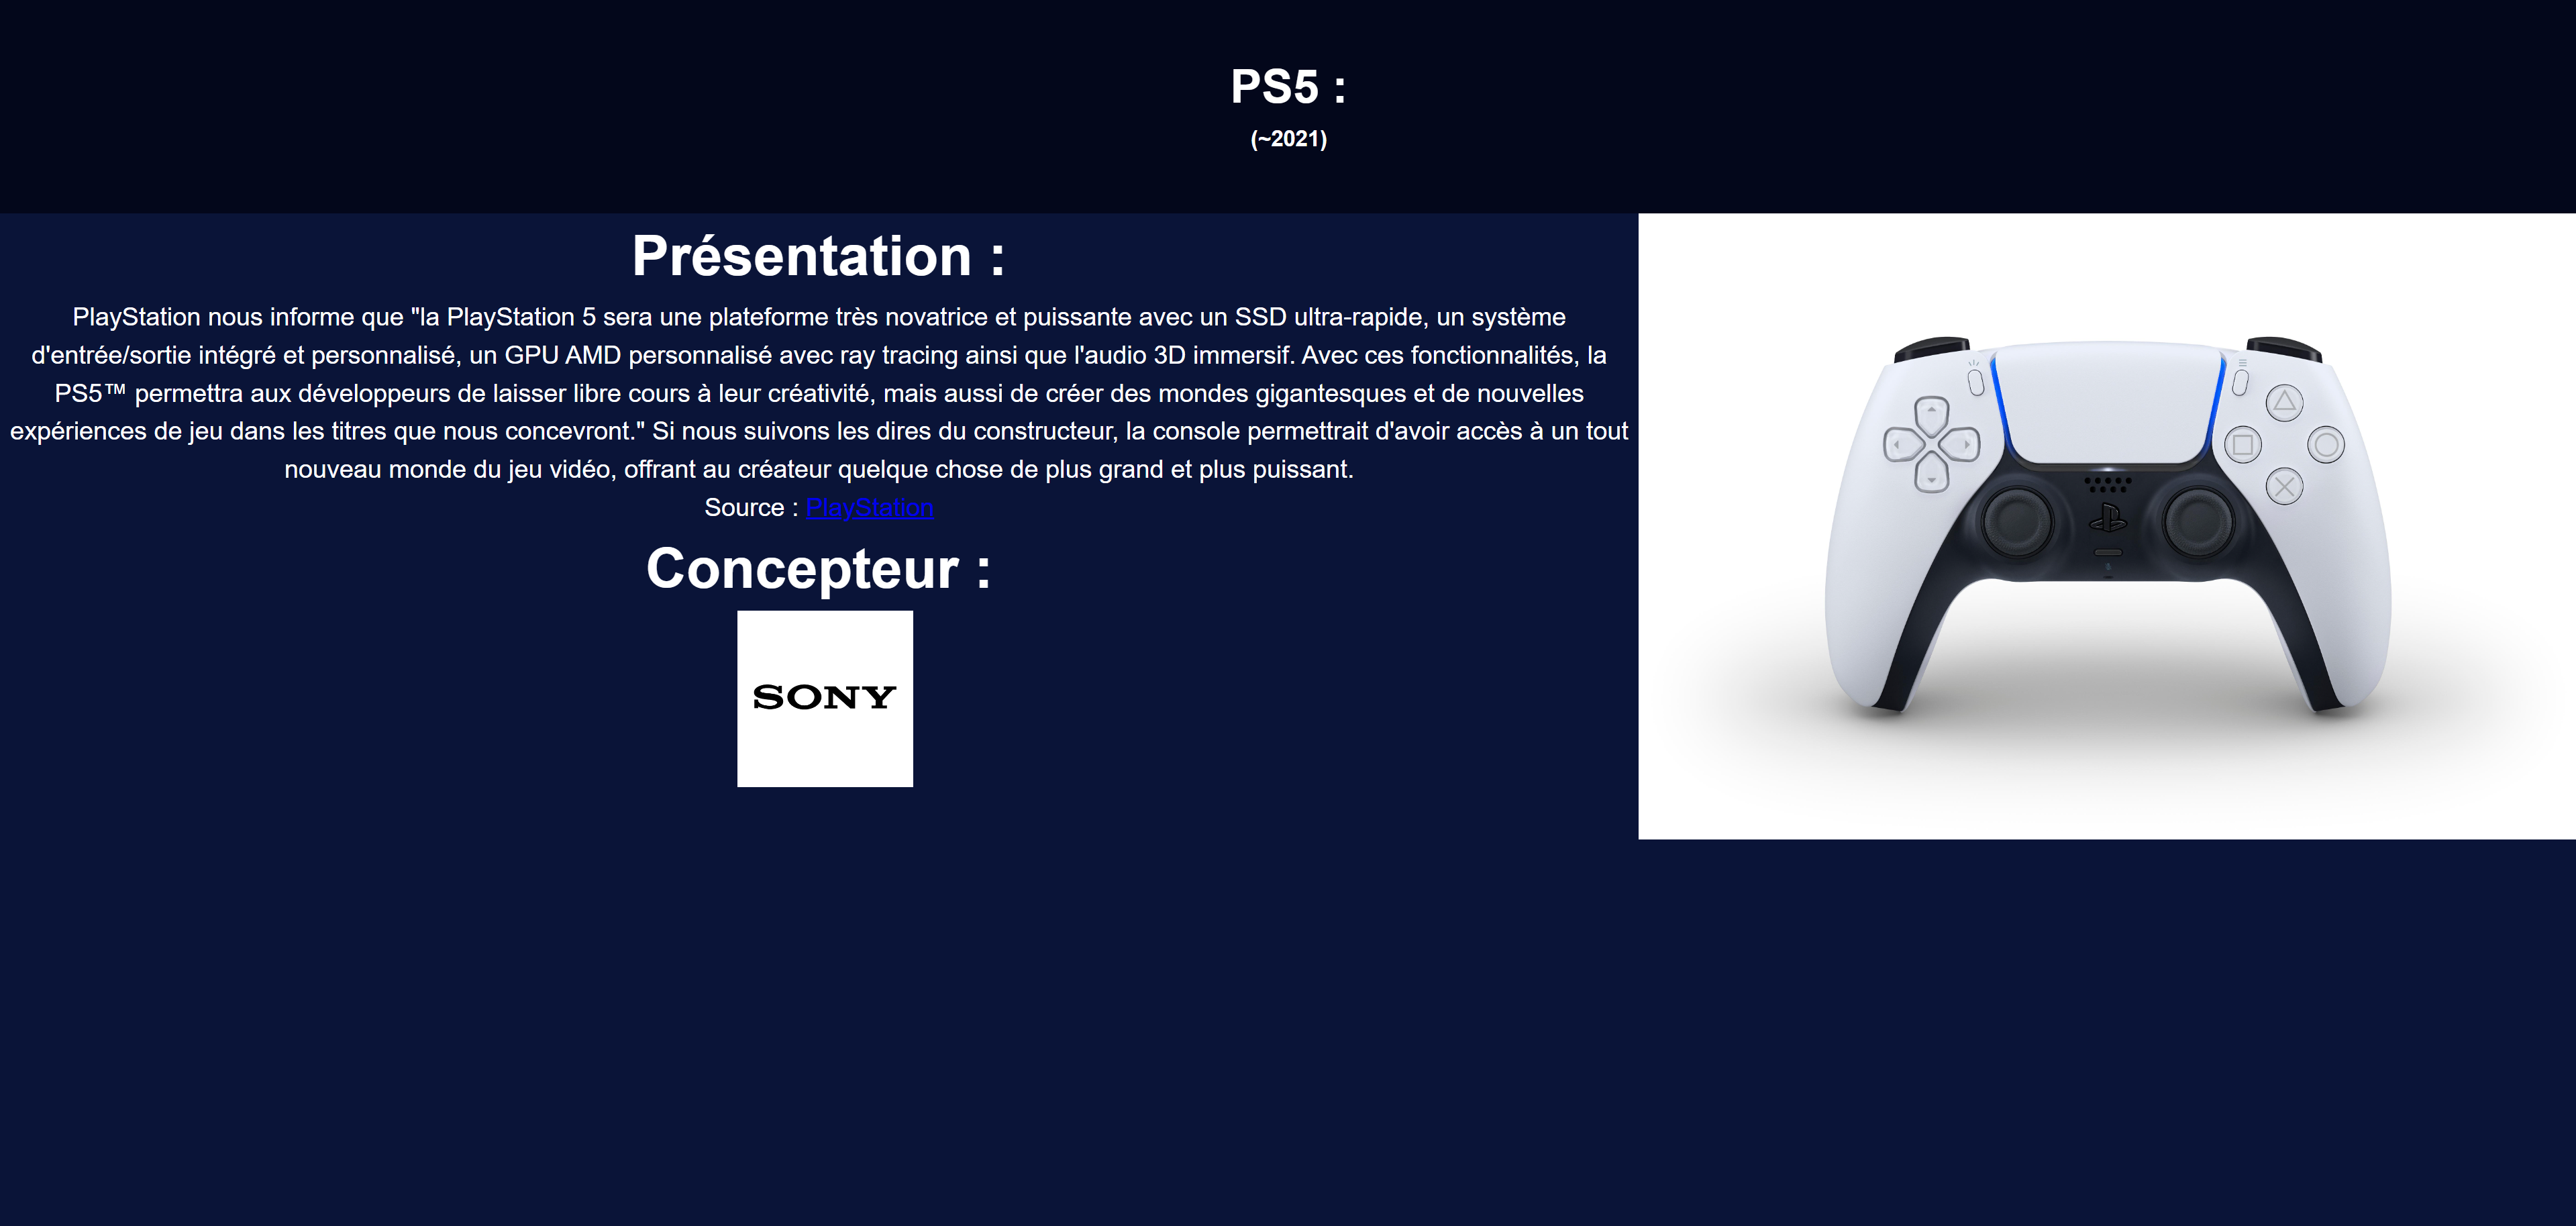 PS5 :
(~2021)
Présentation :
PlayStation nous informe que "la PlayStation 5 sera une plateforme très novatrice et puissante avec un SSD ultra-rapide, un système
d'entrée/sortie intégré et personnalisé, un GPU AMD personnalisé avec ray tracing ainsi que l'audio 3D immersif. Avec ces fonctionnalités, la
PS5™ permettra aux développeurs de laisser libre cours à leur créativité, mais aussi de créer des mondes gigantesques et de nouvelles
expériences de jeu dans les titres que nous concevront." Si nous suivons les dires du constructeur, la console permettrait d'avoir accès à un tout
nouveau monde du jeu vidéo, offrant au créateur quelque chose de plus grand et plus puissant.
Source : PlayStation
Concepteur :
SONY